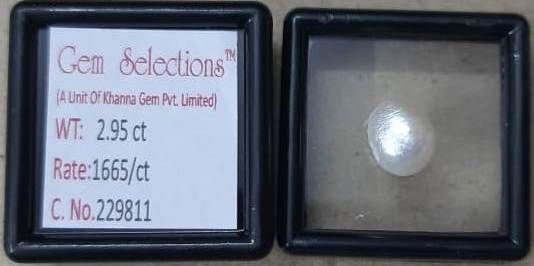 Gem Selections™
(A Unit Of Khanna Gem Pvt. Limited)
WT: 2.95 ct
Rate:1665/ct
C. No.229811